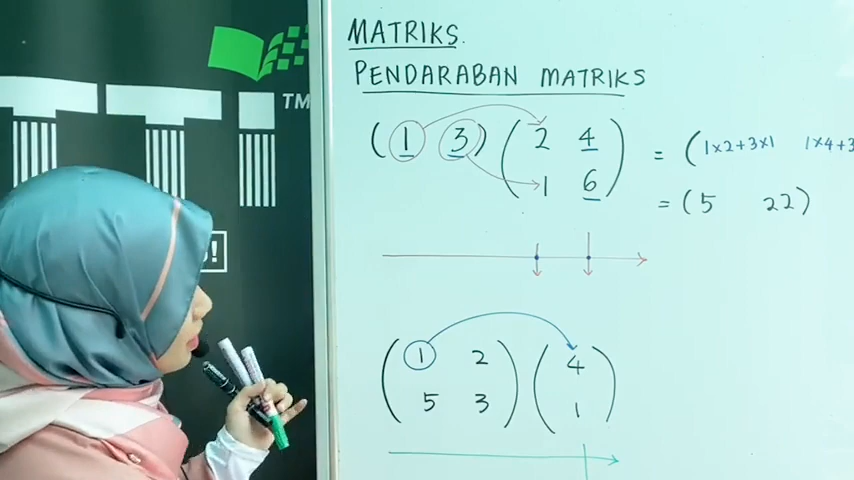 MATRIKS.
PENDARABAN MATRIKS
(1 3) (2 4
1 6) = (1×2+3×1 1×4+3
= (5 22)
(1 2
5 3) (4
1)
TM